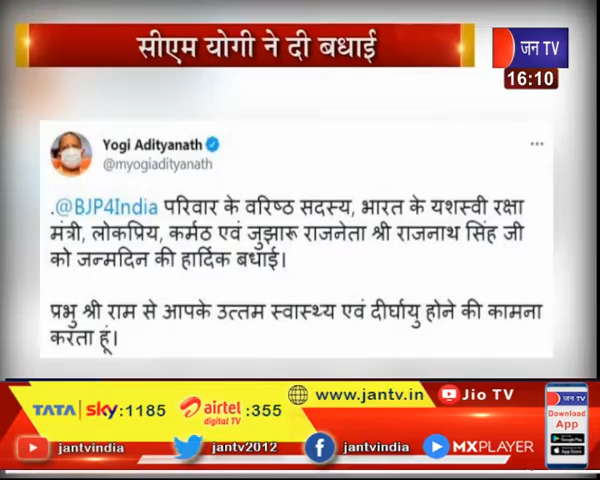 सीएम योगी ने दी बधाई
जन TV
16:10
Yogi Adityanath
@myogiadityanath
.@BJP4India परिवार के वरिष्ठ सदस्य, भारत के यशस्वी रक्षा
मंत्री, लोकप्रिय, कर्मठ एवं जुझारू राजनेता श्री राजनाथ सिंह जी
को जन्मदिन की हार्दिक बधाई।
प्रभु श्री राम से आपके उत्तम स्वास्थ्य एवं दीर्घायु होने की कामना
करता हूं।
www.jantv.in Jio TV
TATA sky:1185 airtel digital TV :355
जन TV
Download
App
jantvindia jantv2012 jantvindia MXPLAYER